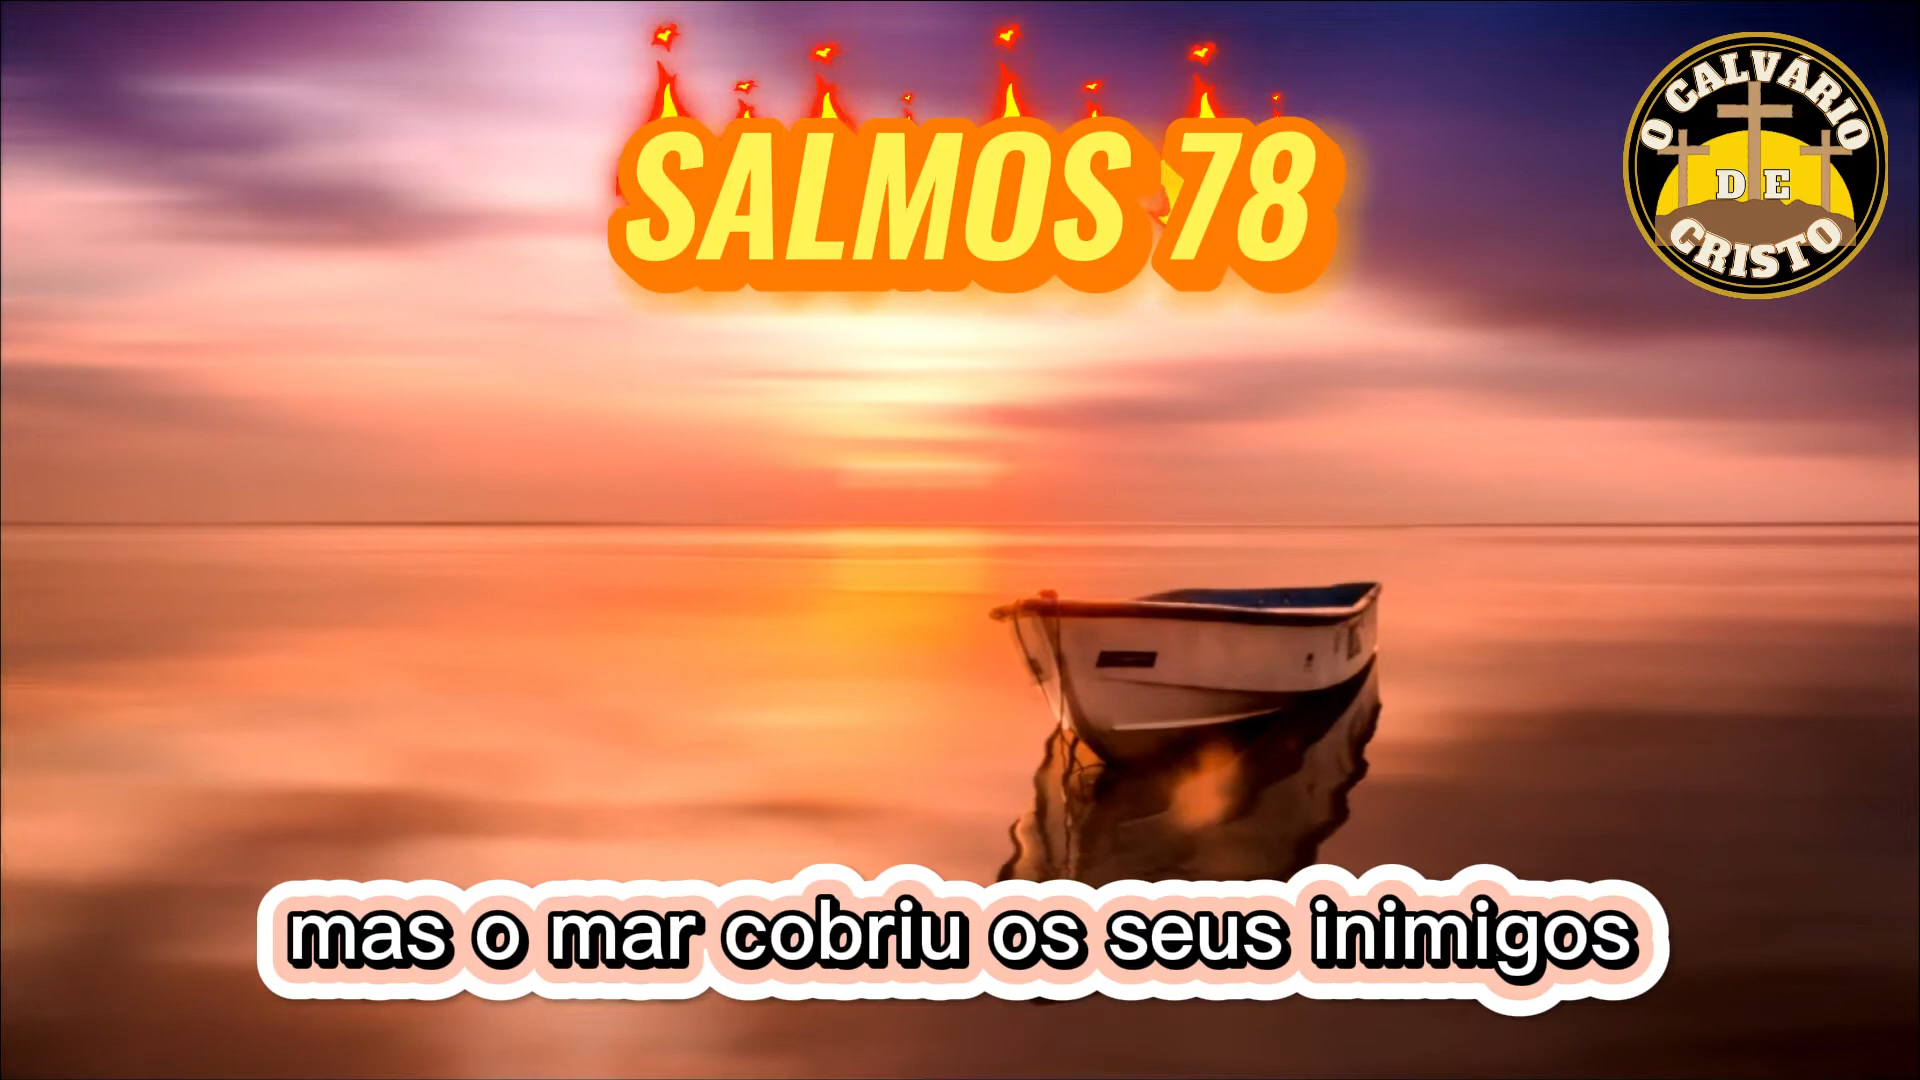 SALMOS 78
O CALVÁRIO
DE
CRISTO
mas o mar cobriu os seus inimigos